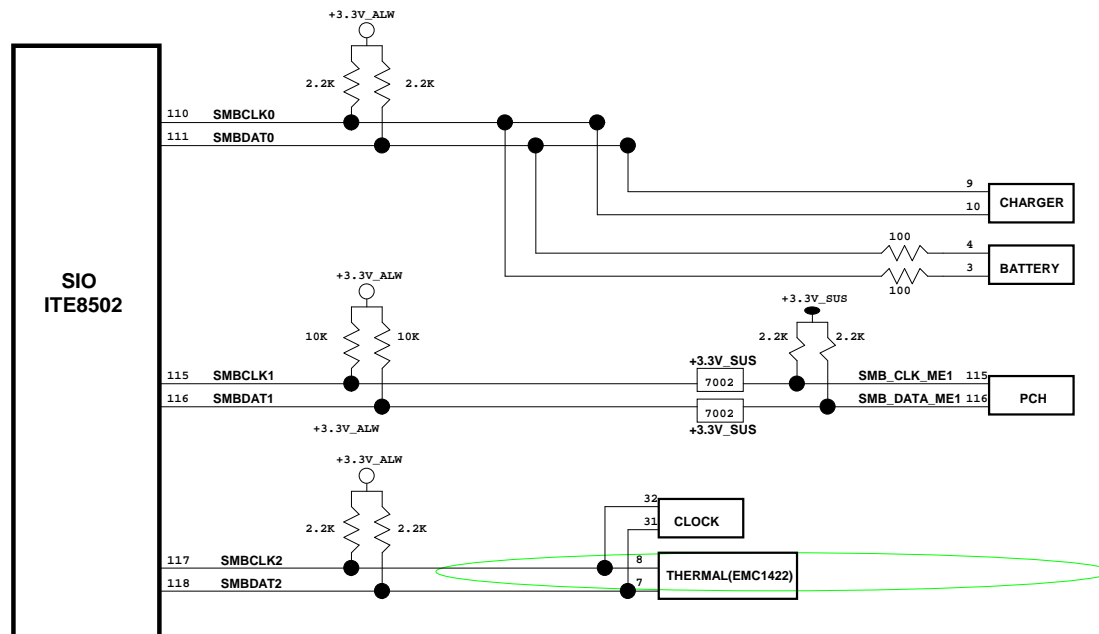 +3.3V_ALW
2.2K 2.2K
110 SMBCLK0
111 SMBDAT0
9
CHARGER
10
100 4
BATTERY
3
100
SIO
ITE8502
+3.3V_ALW
+3.3V_SUS
10K 10K
2.2K 2.2K
+3.3V_SUS
115 SMBCLK1 7002 SMB_CLK_ME1 115
PCH
116 SMBDAT1 7002 SMB_DATA_ME1 116
+3.3V_SUS
+3.3V_ALW
+3.3V_ALW
32
CLOCK
31
2.2K 2.2K
117 SMBCLK2 8
THERMAL(EMC1422)
118 SMBDAT2 7